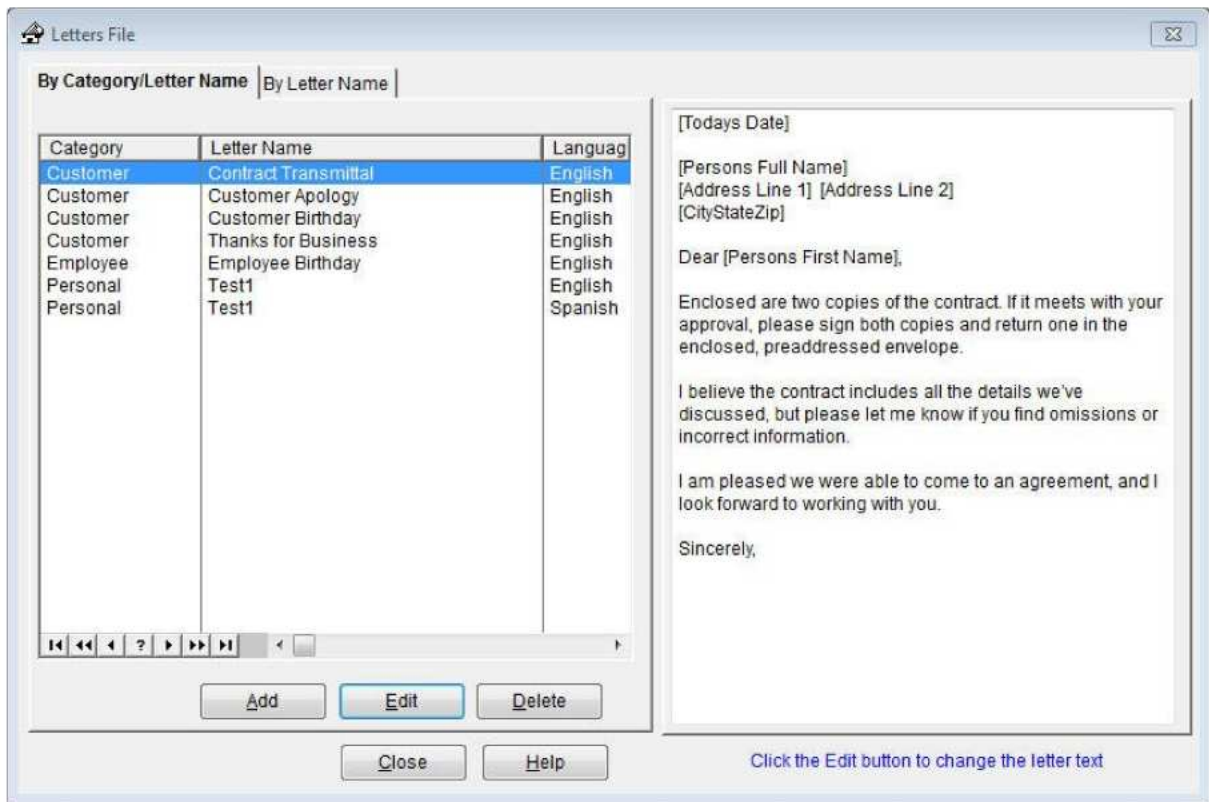 Letters File
By Category/Letter Name By Letter Name
Category Letter Name Languag
Customer Contract Transmittal English
Customer Customer Apology English
Customer Customer Birthday English
Customer Thanks for Business English
Employee Employee Birthday English
Personal Test1 English
Personal Test1 Spanish
?
Add Edit Delete
Close Help
[Todays Date]
[Persons Full Name]
[Address Line 1] [Address Line 2]
[CityStateZip]
Dear [Persons First Name],
Enclosed are two copies of the contract. If it meets with your
approval, please sign both copies and return one in the
enclosed, preaddressed envelope.
I believe the contract includes all the details we've
discussed, but please let me know if you find omissions or
incorrect information.
I am pleased we were able to come to an agreement, and I
look forward to working with you.
Sincerely,
Click the Edit button to change the letter text